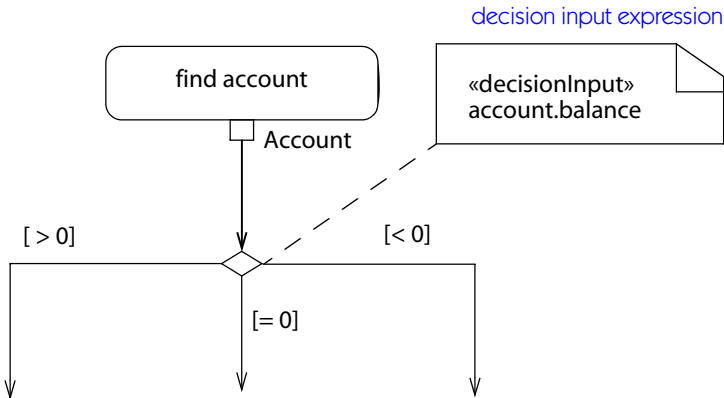 decision input expression
find account
«decisionInput»
account.balance
Account
[ > 0]
[< 0]
[= 0]